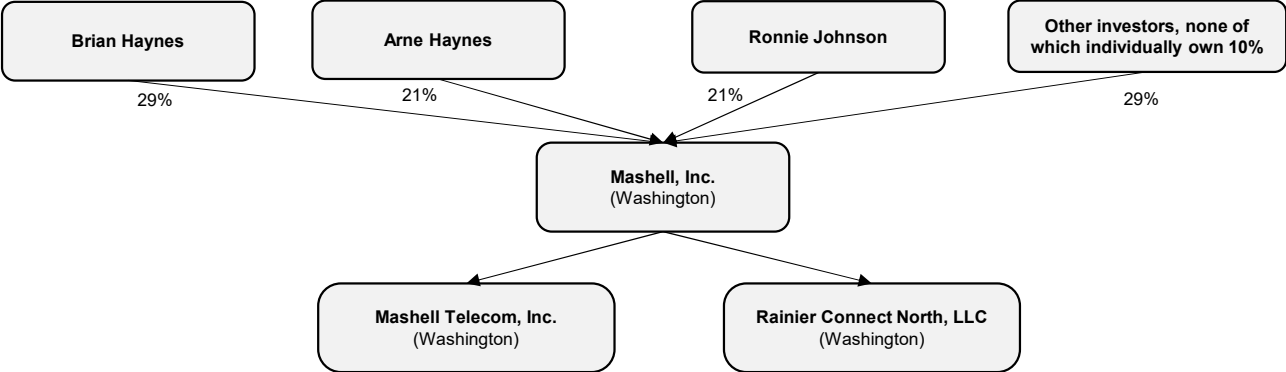 Brian Haynes
Arne Haynes
Ronnie Johnson
Other investors, none of
which individually own 10%
29%
21%
21%
29%
Mashell, Inc.
(Washington)
Mashell Telecom, Inc.
(Washington)
Rainier Connect North, LLC
(Washington)